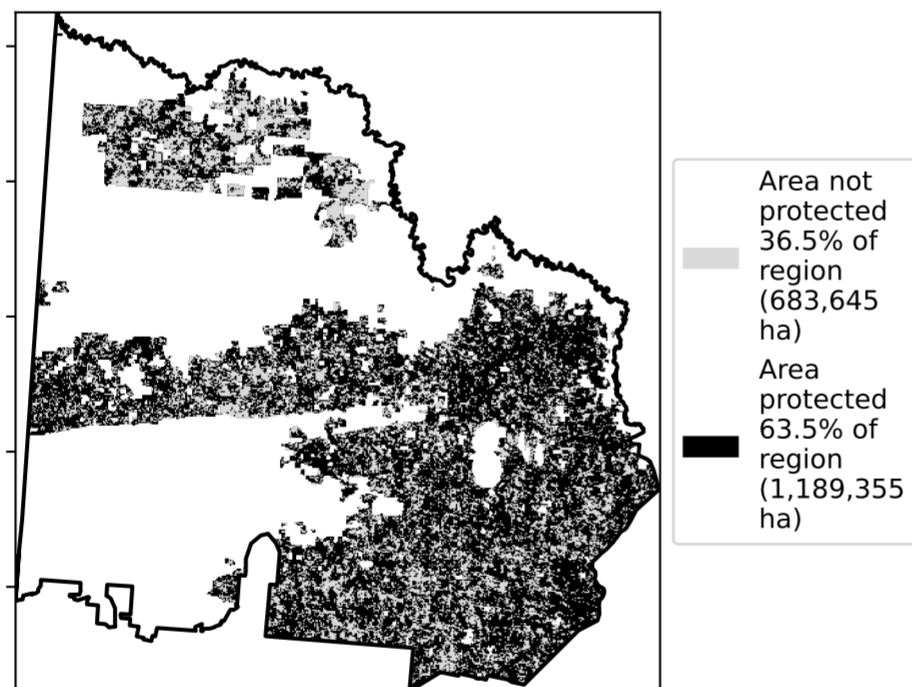 Area not
protected
36.5% of
region
(683,645
ha)
Area
protected
63.5% of
region
(1,189,355
ha)